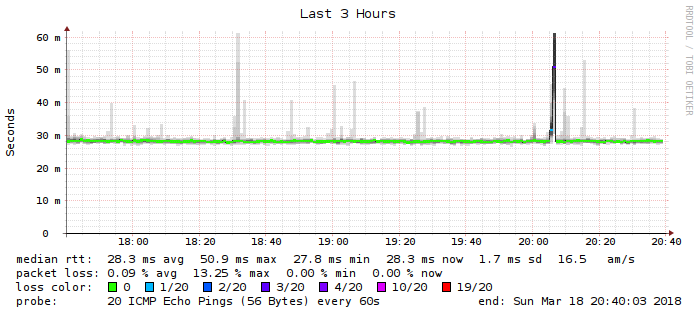 Last 3 Hours
RRDTOOL / TOBI OETIKER
Seconds
60 m
50 m
40 m
30 m
20 m
10 m
0
18:00 18:20 18:40 19:00 19:20 19:40 20:00 20:20 20:40
median rtt: 28.3 ms avg 50.9 ms max 27.8 ms min 28.3 ms now 1.7 ms sd 16.5 am/s
packet loss: 0.09 % avg 13.25 % max 0.00 % min 0.00 % now
loss color: 0 1/20 2/20 3/20 4/20 10/20 19/20
probe: 20 ICMP Echo Pings (56 Bytes) every 60s end: Sun Mar 18 20:40:03 2018